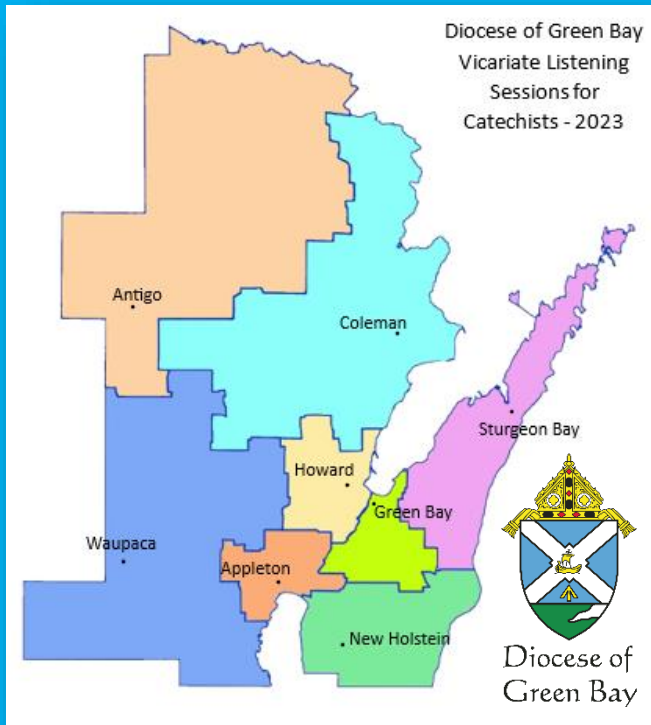 Diocese of Green Bay
Vicariate Listening
Sessions for
Catechists - 2023
Antigo
Coleman
Sturgeon Bay
Howard
Green Bay
Waupaca
Appleton
New Holstein
Diocese of
Green Bay